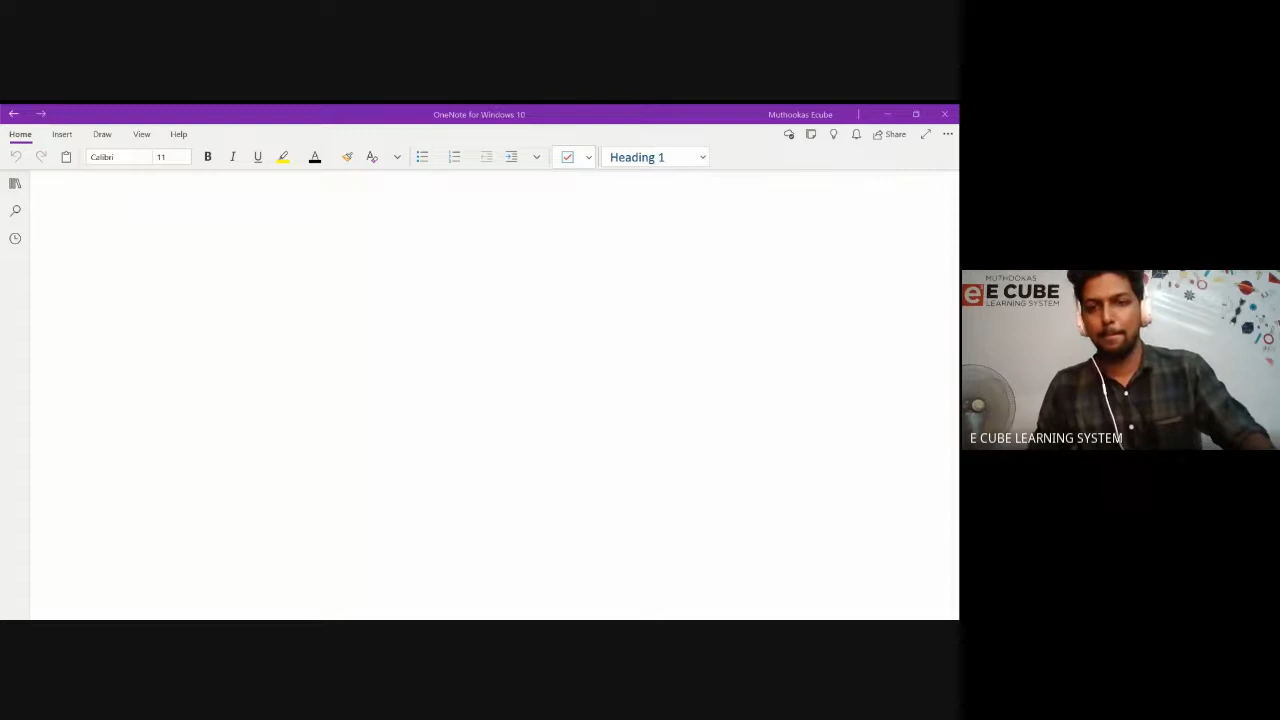 OneNote for Windows 10
Muthookas Ecube
Home Insert Draw View Help
Share
Calibri 11 B I U A A Heading 1
MUTHOOKAS
e E CUBE
LEARNING SYSTEM
E CUBE LEARNING SYSTEM